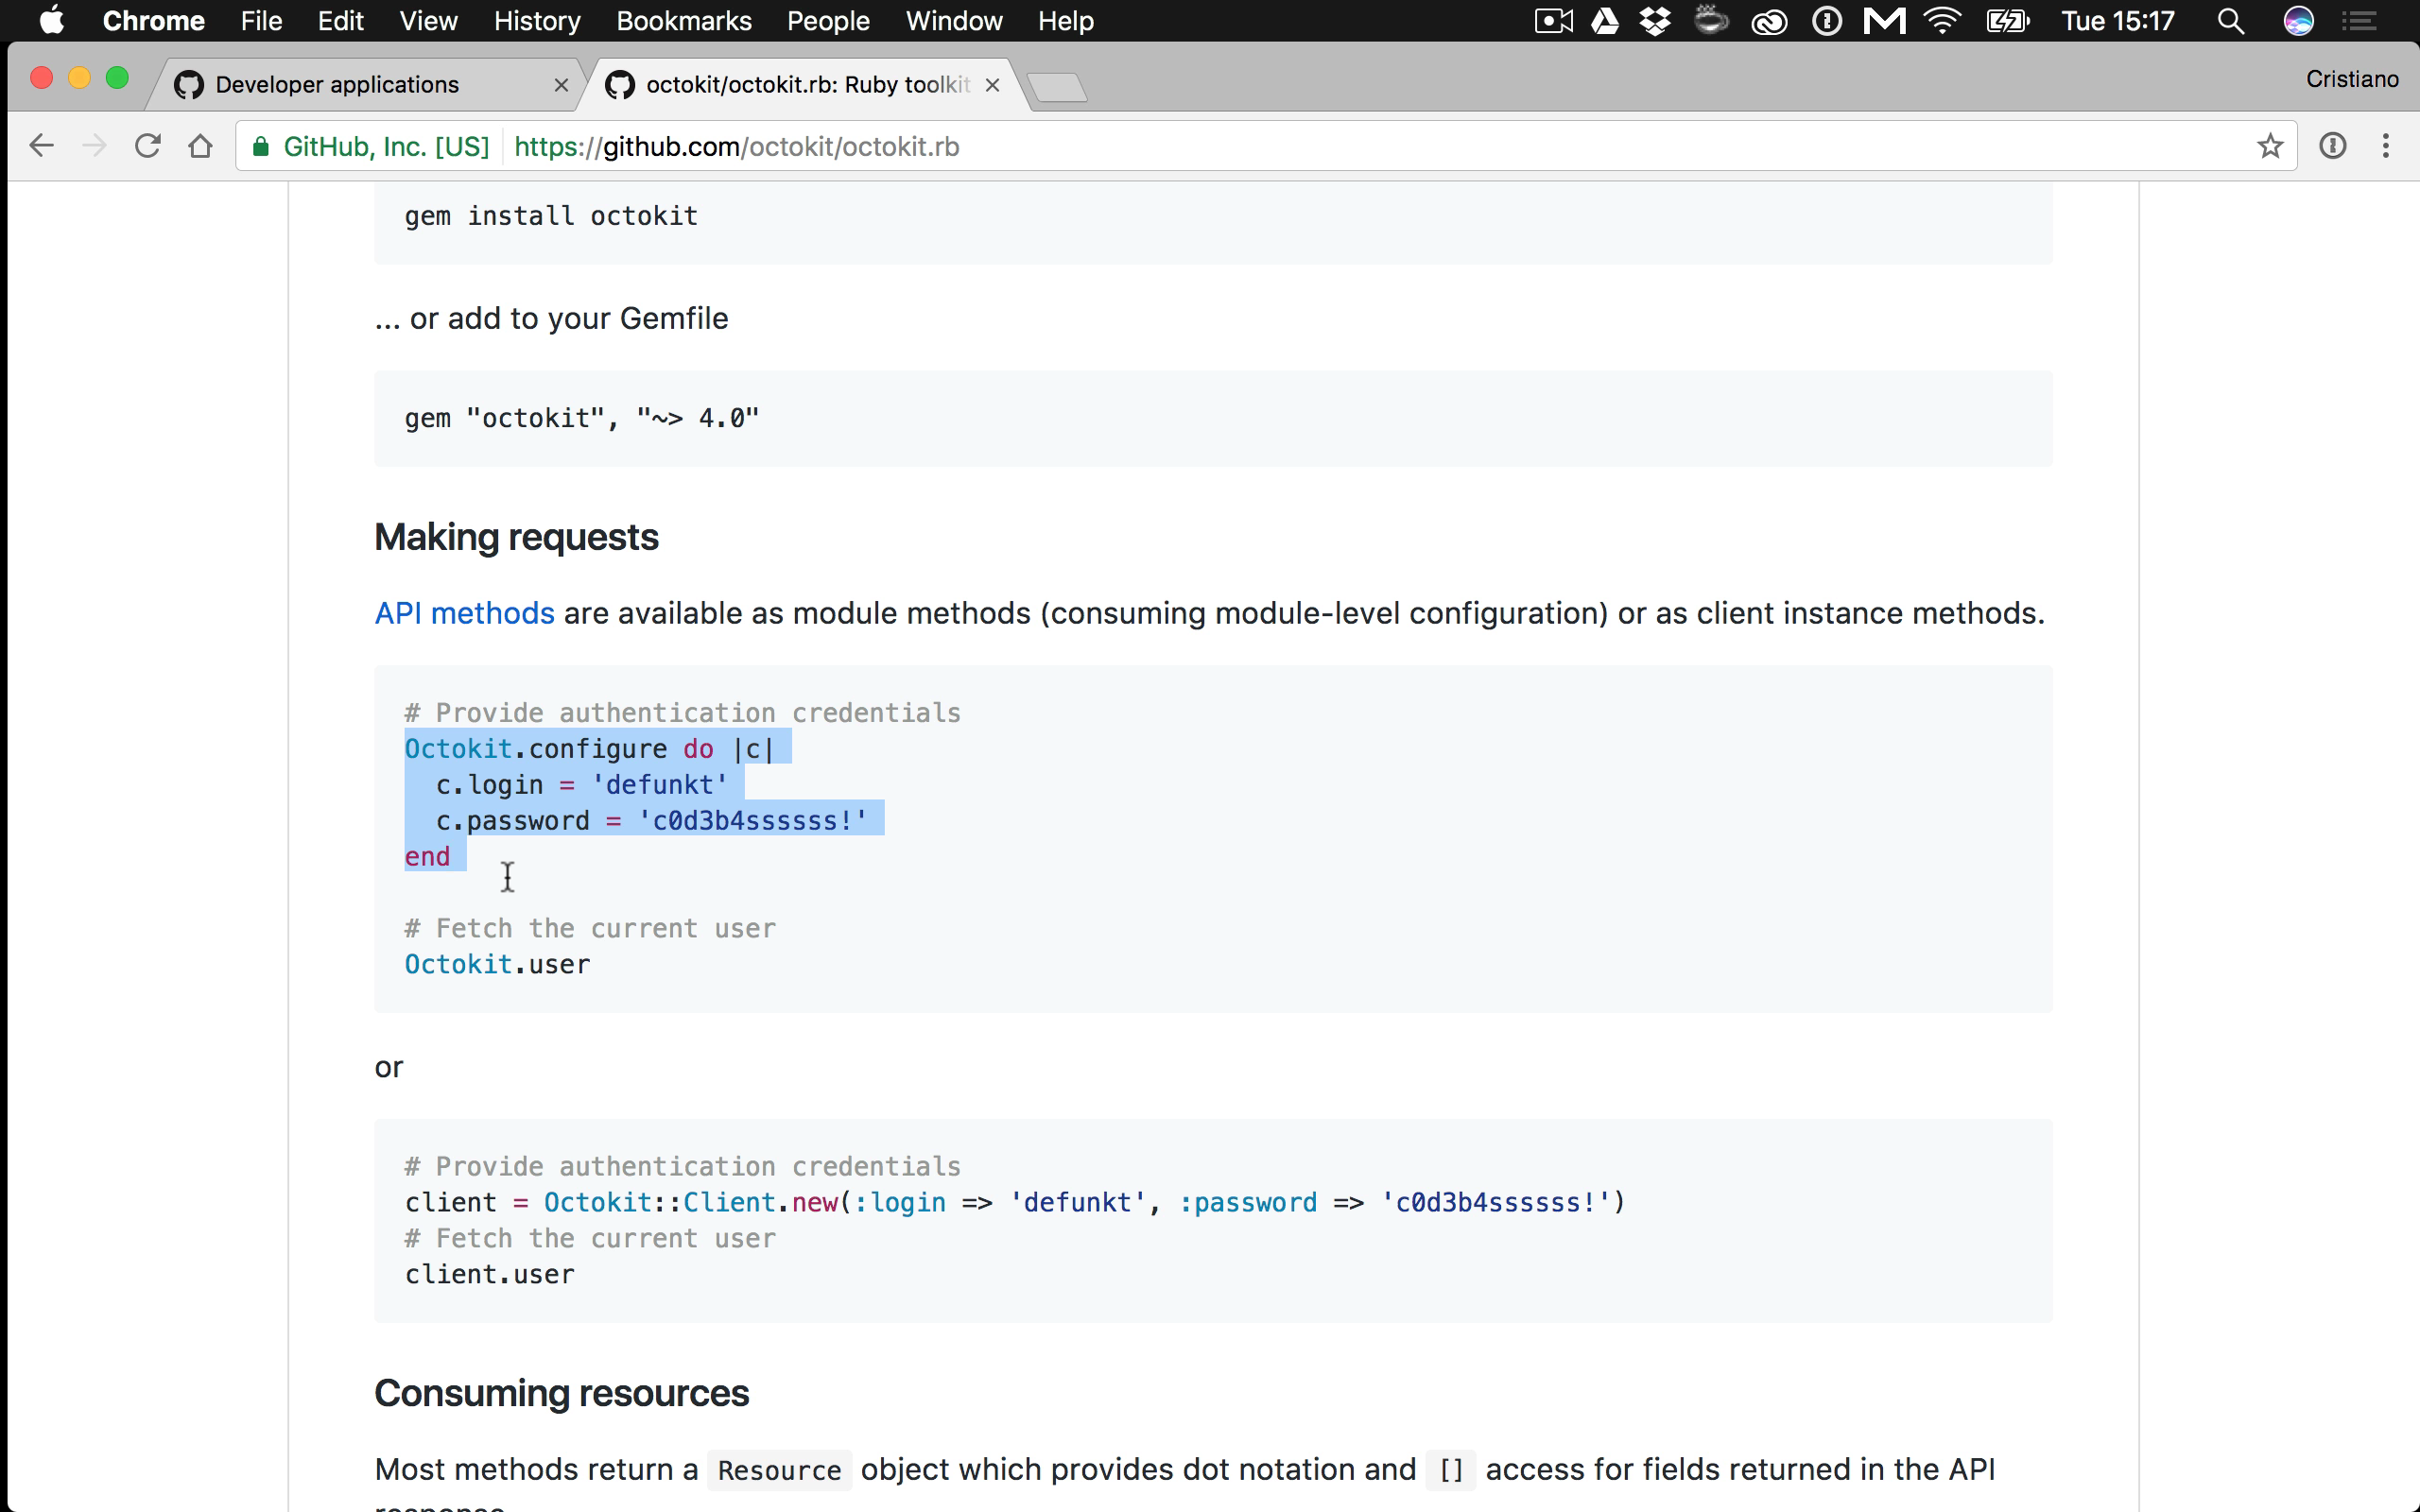 Chrome File Edit View History Bookmarks People Window Help Tue 15:17
Developer applications octokit/octokit.rb: Ruby toolkit Cristiano
GitHub, Inc. [US] https://github.com/octokit/octokit.rb
gem install octokit
... or add to your Gemfile
gem "octokit", "~> 4.0"
Making requests
API methods are available as module methods (consuming module-level configuration) or as client instance methods.
# Provide authentication credentials
Octokit.configure do |c|
  c.login = 'defunkt'
  c.password = 'c0d3b4ssssss!'
end
# Fetch the current user
Octokit.user
or
# Provide authentication credentials
client = Octokit::Client.new(:login => 'defunkt', :password => 'c0d3b4ssssss!')
# Fetch the current user
client.user
Consuming resources
Most methods return a Resource object which provides dot notation and [] access for fields returned in the API